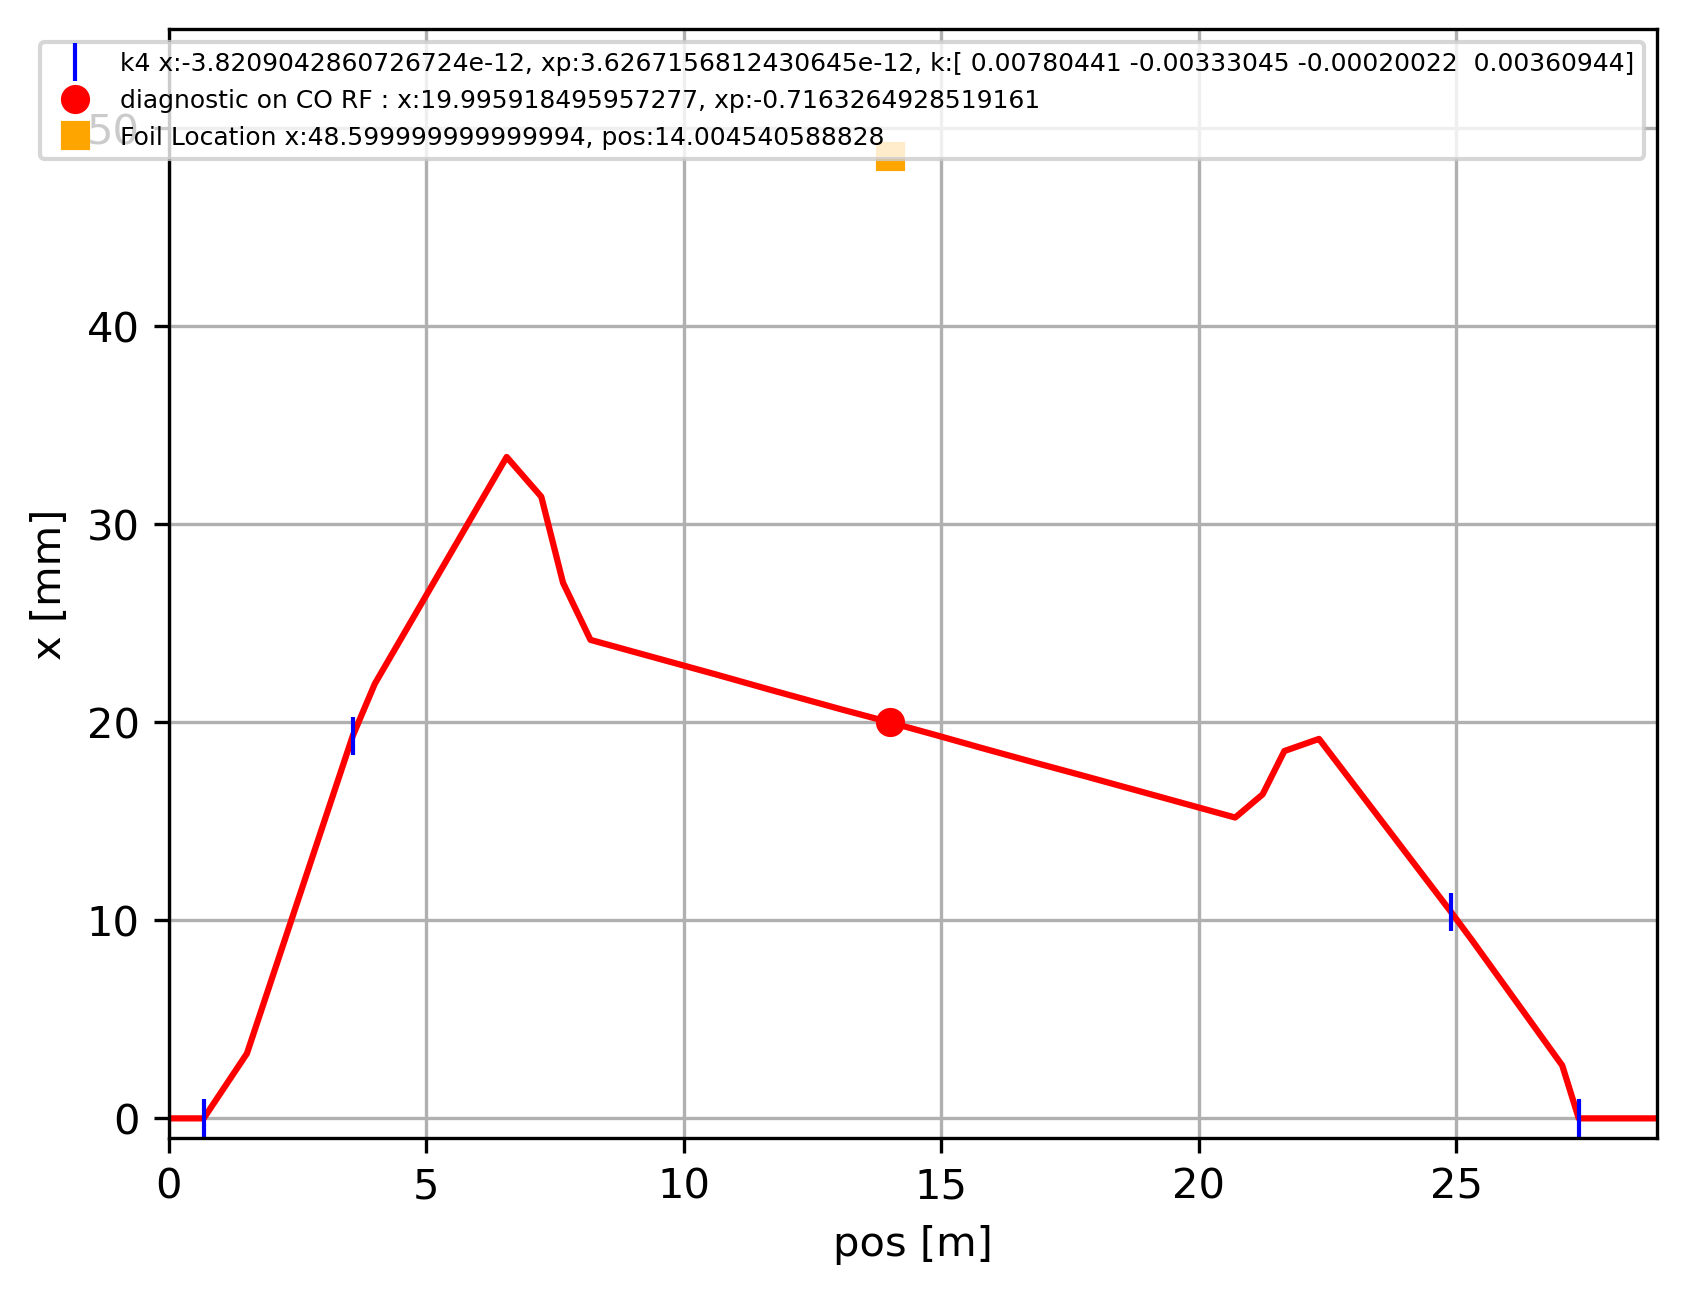 k4 x:-3.8209042860726724e-12, xp:3.6267156812430645e-12, k:[ 0.00780441 -0.00333045 -0.00020022  0.00360944]
diagnostic on CO RF : x:19.995918495957277, xp:-0.7163264928519161
Foil Location x:48.599999999999994, pos:14.004540588828
50
40
30
20
10
0
x [mm]
0 5 10 15 20 25
pos [m]